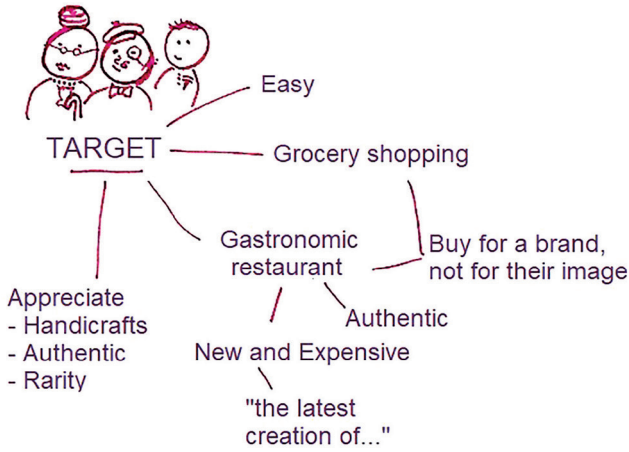 Easy
TARGET
Grocery shopping
Gastronomic
restaurant
Buy for a brand,
not for their image
Appreciate
- Handicrafts
- Authentic
- Rarity
Authentic
New and Expensive
"the latest
creation of..."